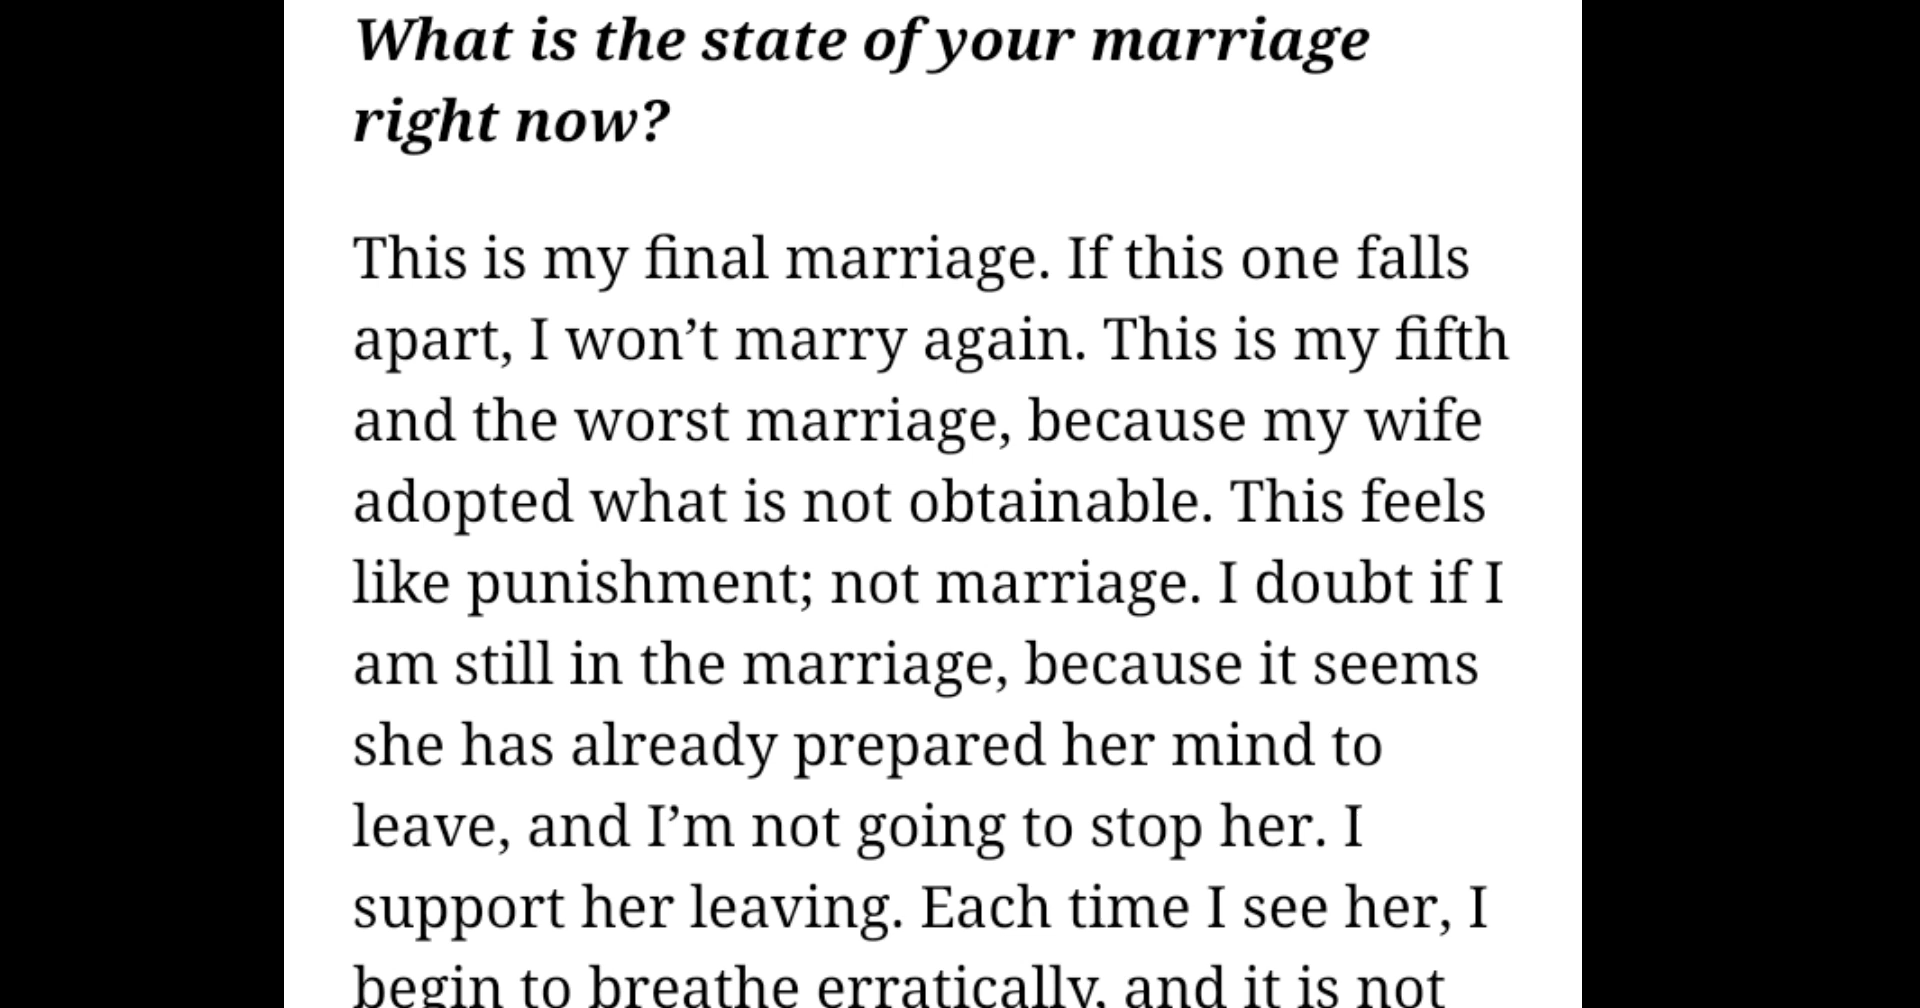 What is the state of your marriage
right now?
This is my final marriage. If this one falls
apart, I won’t marry again. This is my fifth
and the worst marriage, because my wife
adopted what is not obtainable. This feels
like punishment; not marriage. I doubt if I
am still in the marriage, because it seems
she has already prepared her mind to
leave, and I’m not going to stop her. I
support her leaving. Each time I see her, I
begin to breathe erratically, and it is not